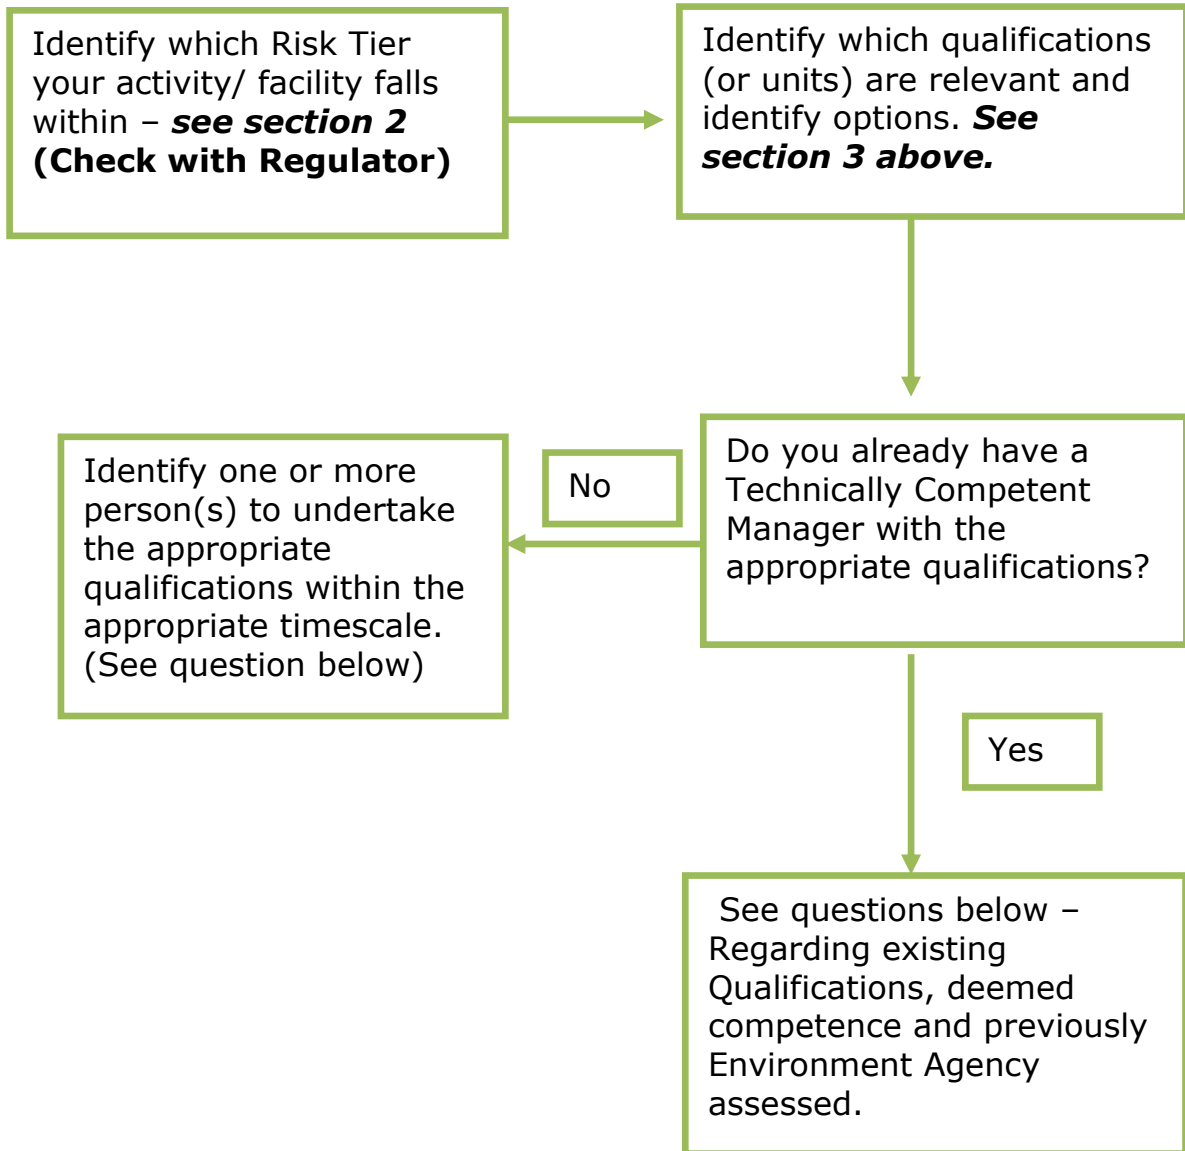 Identify which Risk Tier
your activity/ facility falls
within – see section 2
(Check with Regulator)
Identify which qualifications
(or units) are relevant and
identify options. See
section 3 above.
Do you already have a
Technically Competent
Manager with the
appropriate qualifications?
No
Identify one or more
person(s) to undertake
the appropriate
qualifications within the
appropriate timescale.
(See question below)
Yes
See questions below –
Regarding existing
Qualifications, deemed
competence and previously
Environment Agency
assessed.